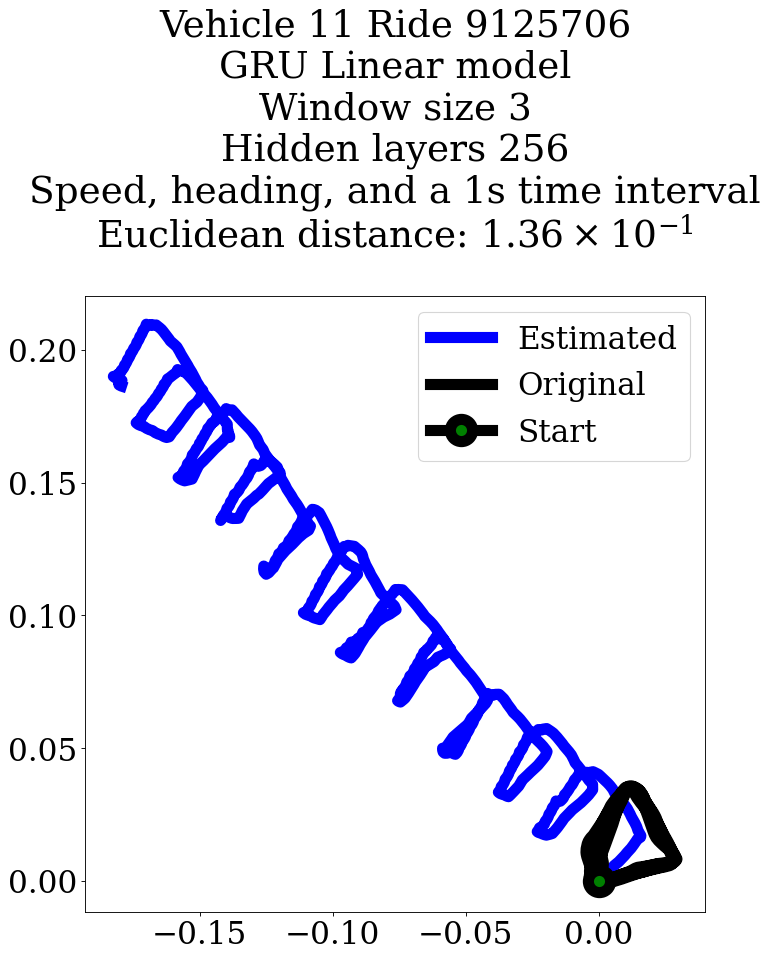 Vehicle 11 Ride 9125706
GRU Linear model
Window size 3
Hidden layers 256
Speed, heading, and a 1s time interval
Euclidean distance: 1.36 × 10⁻¹
Estimated
Original
Start
0.20
0.15
0.10
0.05
0.00
−0.15 −0.10 −0.05 0.00